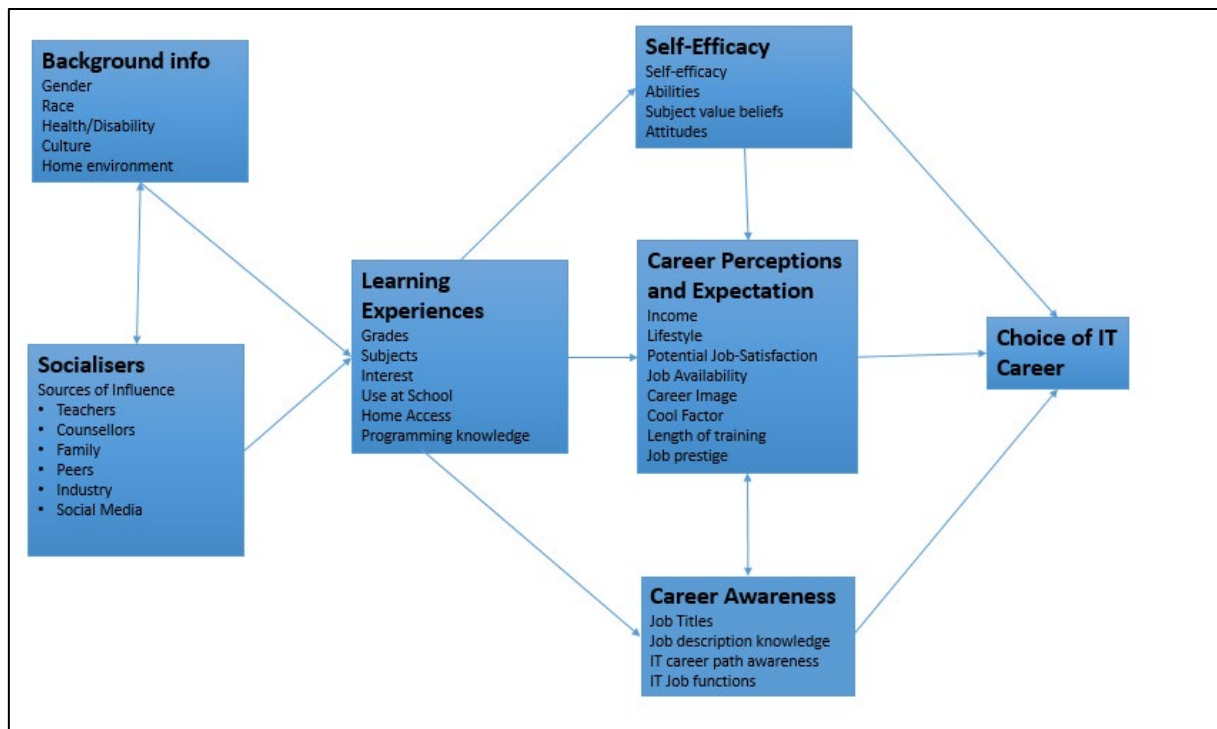 Background info
Gender
Race
Health/Disability
Culture
Home environment
Socialisers
Sources of Influence
• Teachers
• Counsellors
• Family
• Peers
• Industry
• Social Media
Learning
Experiences
Grades
Subjects
Interest
Use at School
Home Access
Programming knowledge
Self-Efficacy
Self-efficacy
Abilities
Subject value beliefs
Attitudes
Career Perceptions
and Expectation
Income
Lifestyle
Potential Job-Satisfaction
Job Availability
Career Image
Cool Factor
Length of training
Job prestige
Career Awareness
Job Titles
Job description knowledge
IT career path awareness
IT Job functions
Choice of IT
Career